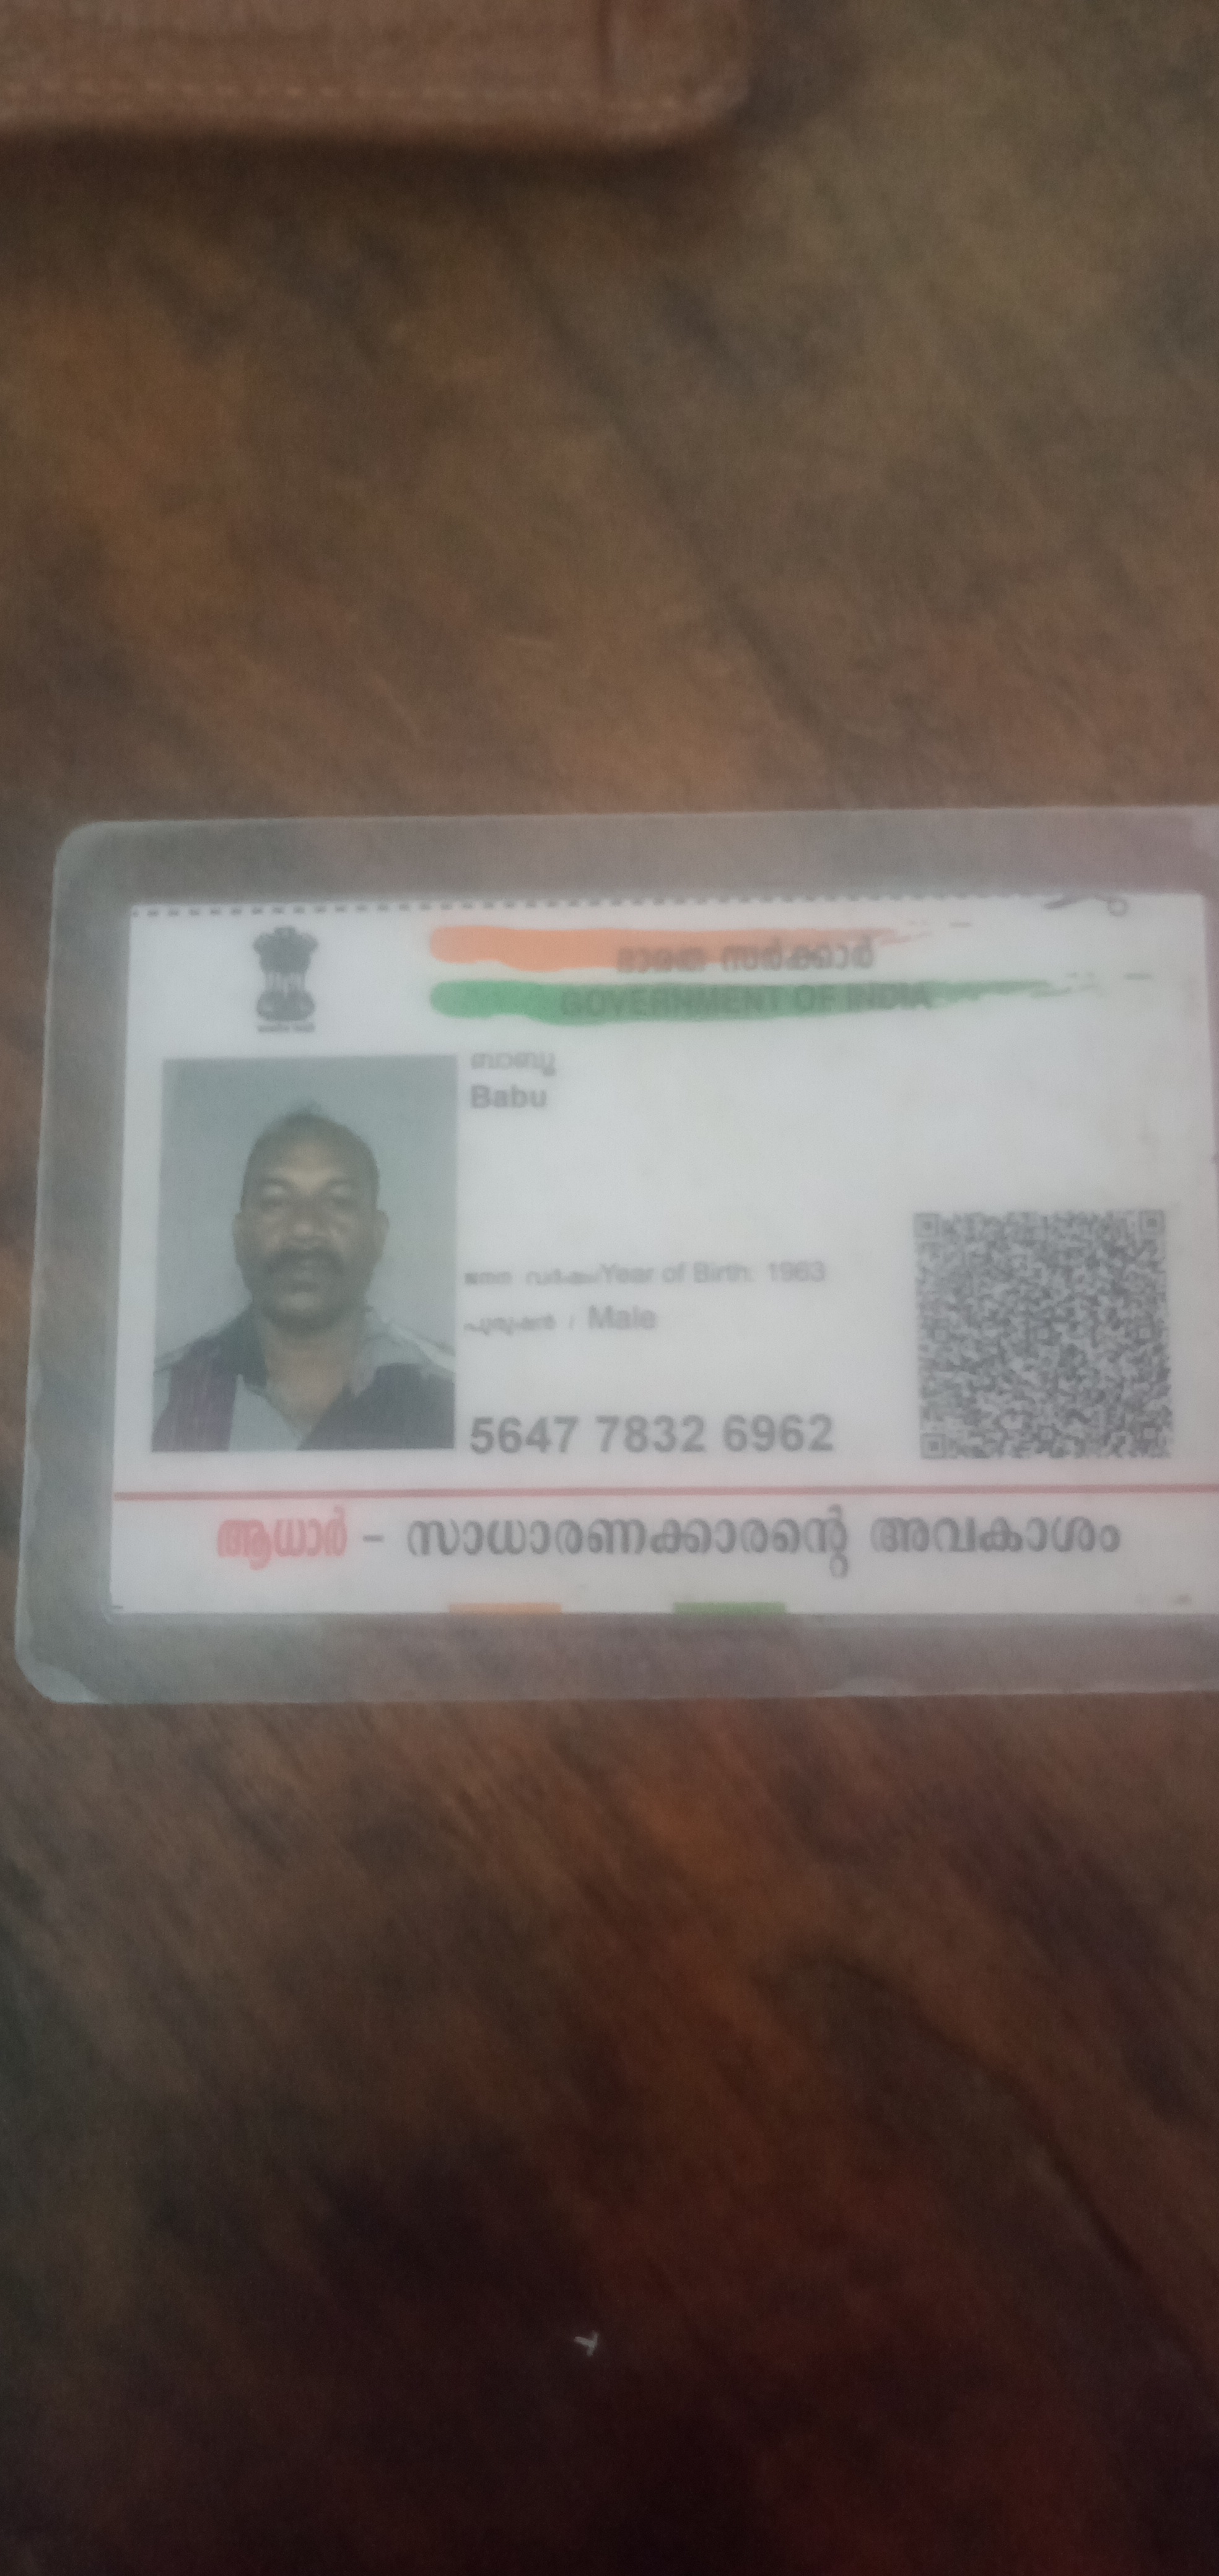 ഭാരത സർക്കാർ
GOVERNMENT OF INDIA
ബാബു
Babu
ജനന വർഷം/Year of Birth: 1963
പുരുഷൻ / Male
5647 7832 6962
ആധാർ - സാധാരണക്കാരന്റെ അവകാശം